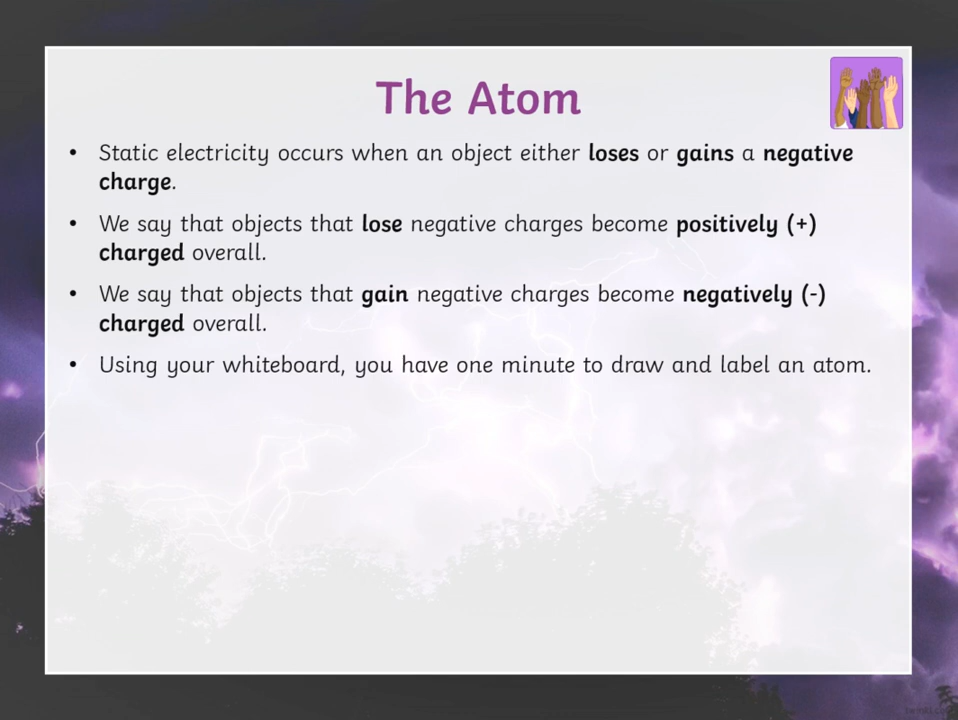 The Atom
• Static electricity occurs when an object either loses or gains a negative
charge.
• We say that objects that lose negative charges become positively (+)
charged overall.
• We say that objects that gain negative charges become negatively (-)
charged overall.
• Using your whiteboard, you have one minute to draw and label an atom.